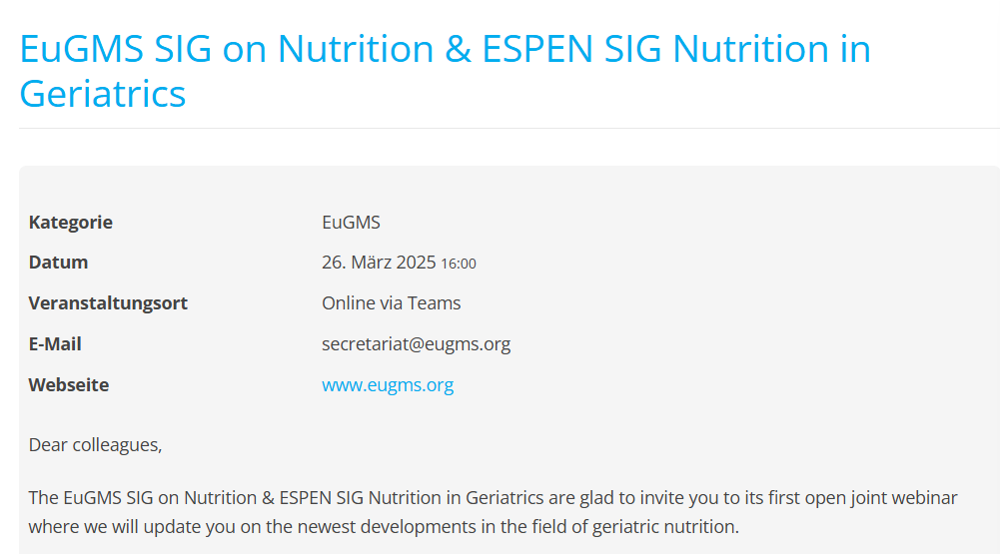 EuGMS SIG on Nutrition & ESPEN SIG Nutrition in
Geriatrics
Kategorie EuGMS
Datum 26. März 2025 16:00
Veranstaltungsort Online via Teams
E-Mail secretariat@eugms.org
Webseite www.eugms.org
Dear colleagues,
The EuGMS SIG on Nutrition & ESPEN SIG Nutrition in Geriatrics are glad to invite you to its first open joint webinar
where we will update you on the newest developments in the field of geriatric nutrition.